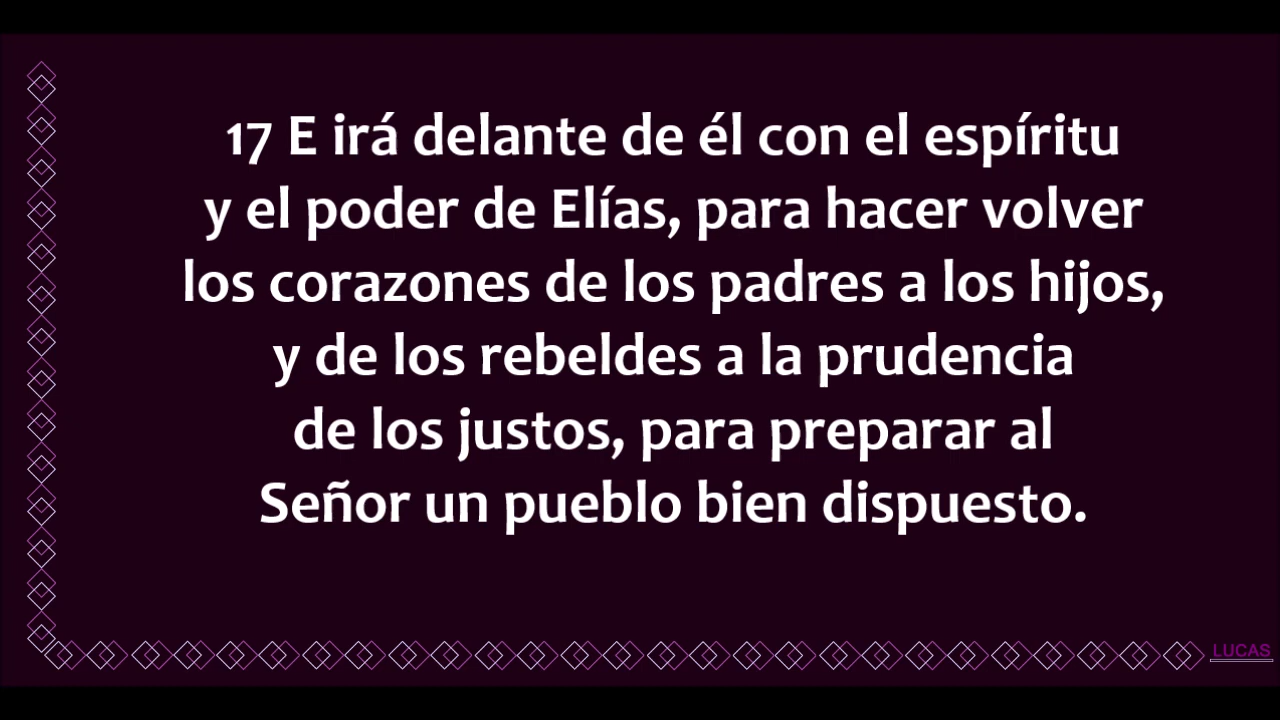 17 E irá delante de él con el espíritu
y el poder de Elías, para hacer volver
los corazones de los padres a los hijos,
y de los rebeldes a la prudencia
de los justos, para preparar al
Señor un pueblo bien dispuesto.
LUCAS